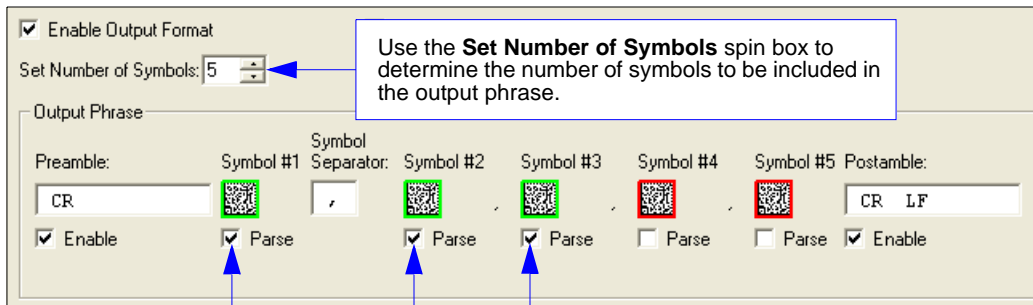 Enable Output Format
Set Number of Symbols: 5
Use the Set Number of Symbols spin box to
determine the number of symbols to be included in
the output phrase.
Output Phrase
Preamble: Symbol #1 Symbol Separator: Symbol #2 Symbol #3 Symbol #4 Symbol #5 Postamble:
CR , , , , CR LF
Enable Parse Parse Parse Parse Parse Enable